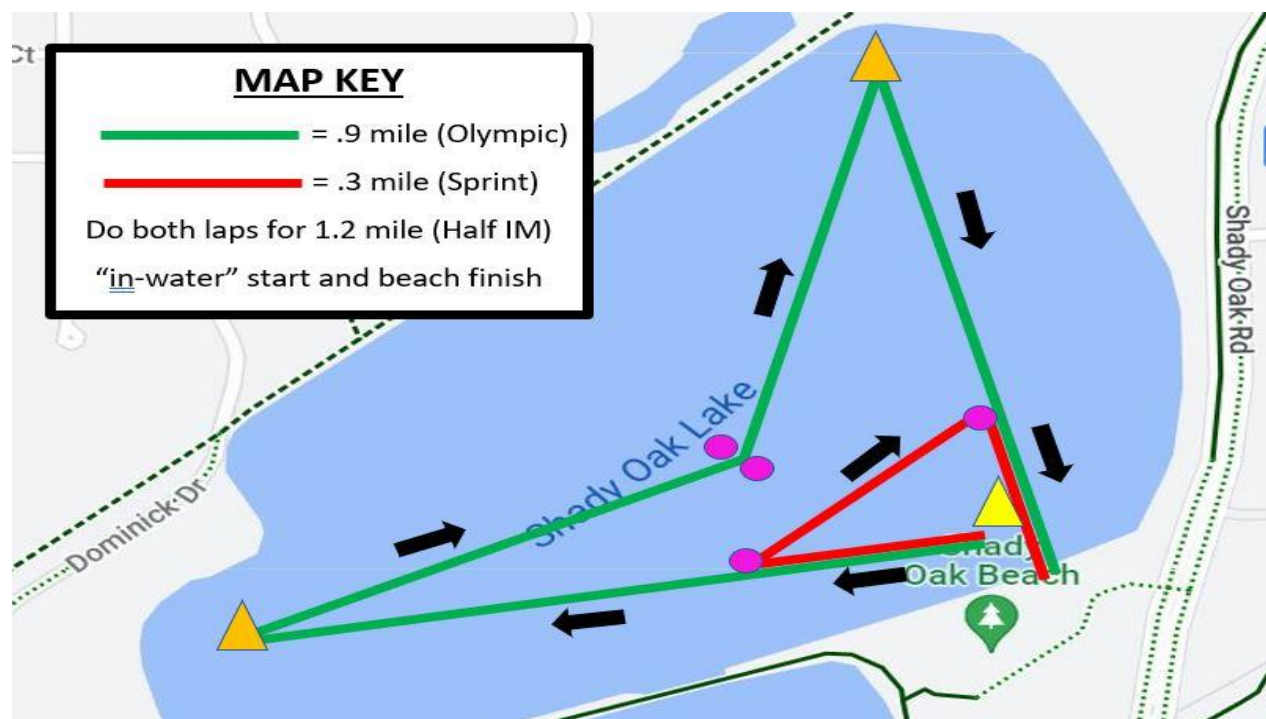 Ct
MAP KEY
= .9 mile (Olympic)
= .3 mile (Sprint)
Do both laps for 1.2 mile (Half IM)
“in-water” start and beach finish
Shady Oak Rd
Shady Oak Lake
Dominick Dr
Shady
Oak Beach